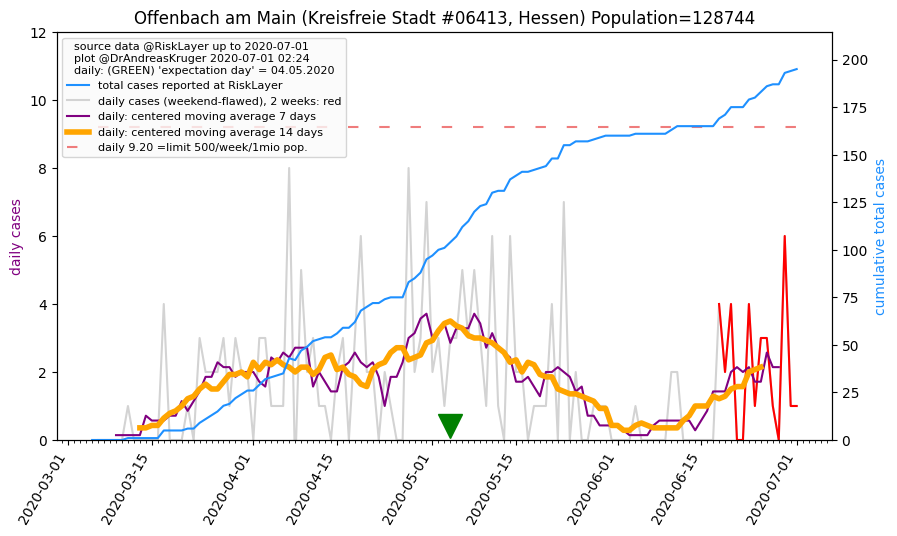 Offenbach am Main (Kreisfreie Stadt #06413, Hessen) Population=128744
source data @RiskLayer up to 2020-07-01
plot @DrAndreasKruger 2020-07-01 02:24
daily: (GREEN) 'expectation day' = 04.05.2020
total cases reported at RiskLayer
daily cases (weekend-flawed), 2 weeks: red
daily: centered moving average 7 days
daily: centered moving average 14 days
daily 9.20 =limit 500/week/1mio pop.
daily cases
12
10
8
6
4
2
0
cumulative total cases
200
175
150
125
100
75
50
25
0
2020-03-01
2020-03-15
2020-04-01
2020-04-15
2020-05-01
2020-05-15
2020-06-01
2020-06-15
2020-07-01